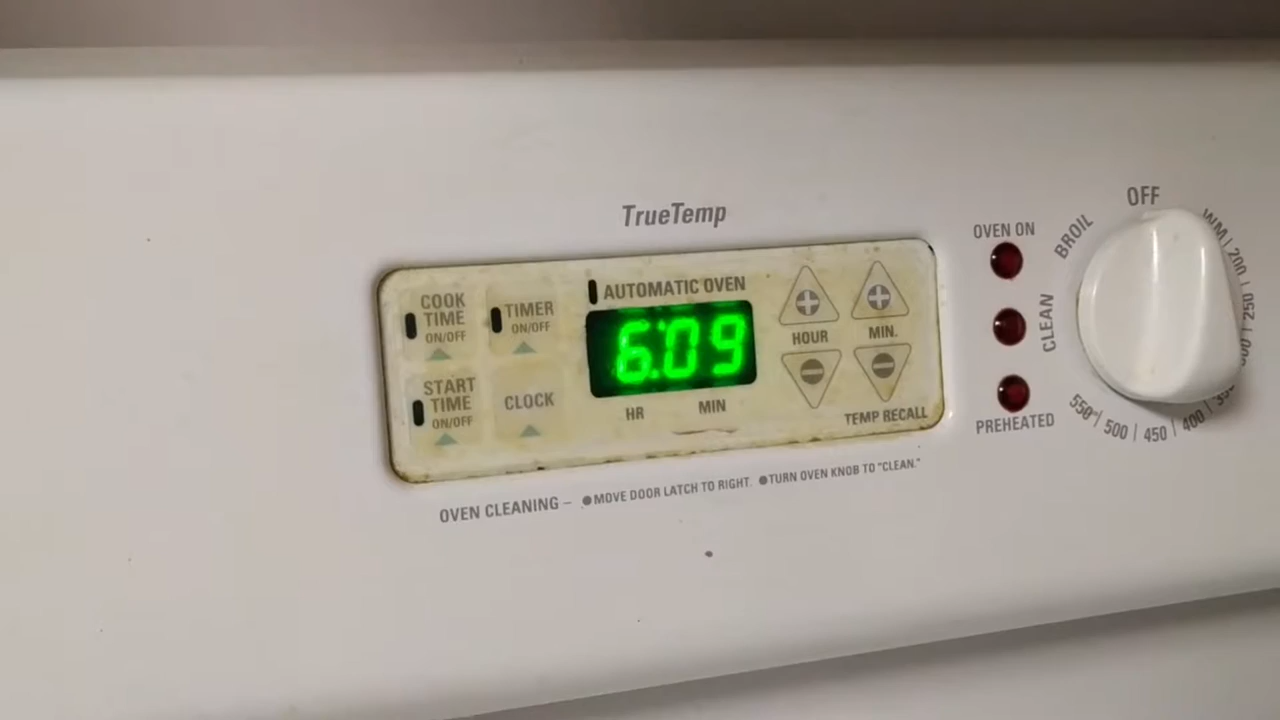 TrueTemp
COOK
TIME
ON/OFF
TIMER
ON/OFF
START
TIME
ON/OFF
CLOCK
AUTOMATIC OVEN
6:09
HR MIN
HOUR
MIN.
TEMP RECALL
OVEN CLEANING – ●MOVE DOOR LATCH TO RIGHT. ●TURN OVEN KNOB TO "CLEAN."
OVEN ON
PREHEATED
OFF
WM
200
250
400
450
500
550
CLEAN
BROIL